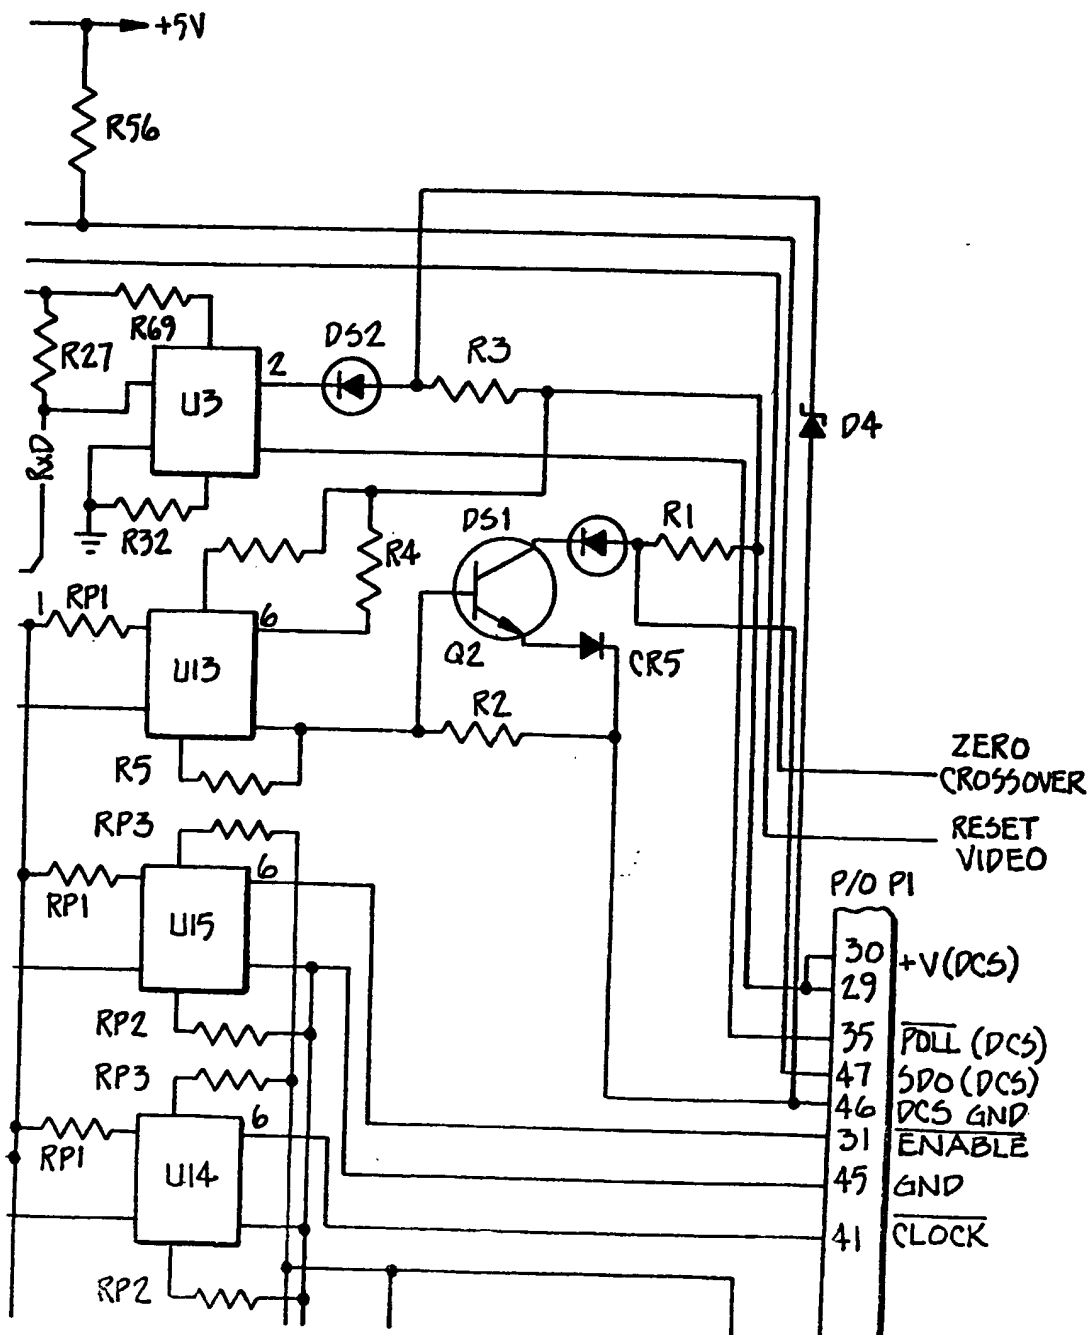 +5V
R56
R69
R27
DS2
R3
2
U3
D4
RxD
R32
DS1
R1
R4
1
RP1
6
U13
Q2
CR5
R2
R5
ZERO
CROSSOVER
RP3
RESET
VIDEO
6
RP1
P/O P1
U15
30
+V(DCS)
29
RP2
35
POLL (DCS)
RP3
47
SDO (DCS)
46
DCS GND
6
31
ENABLE
RP1
U14
45
GND
41
CLOCK
RP2